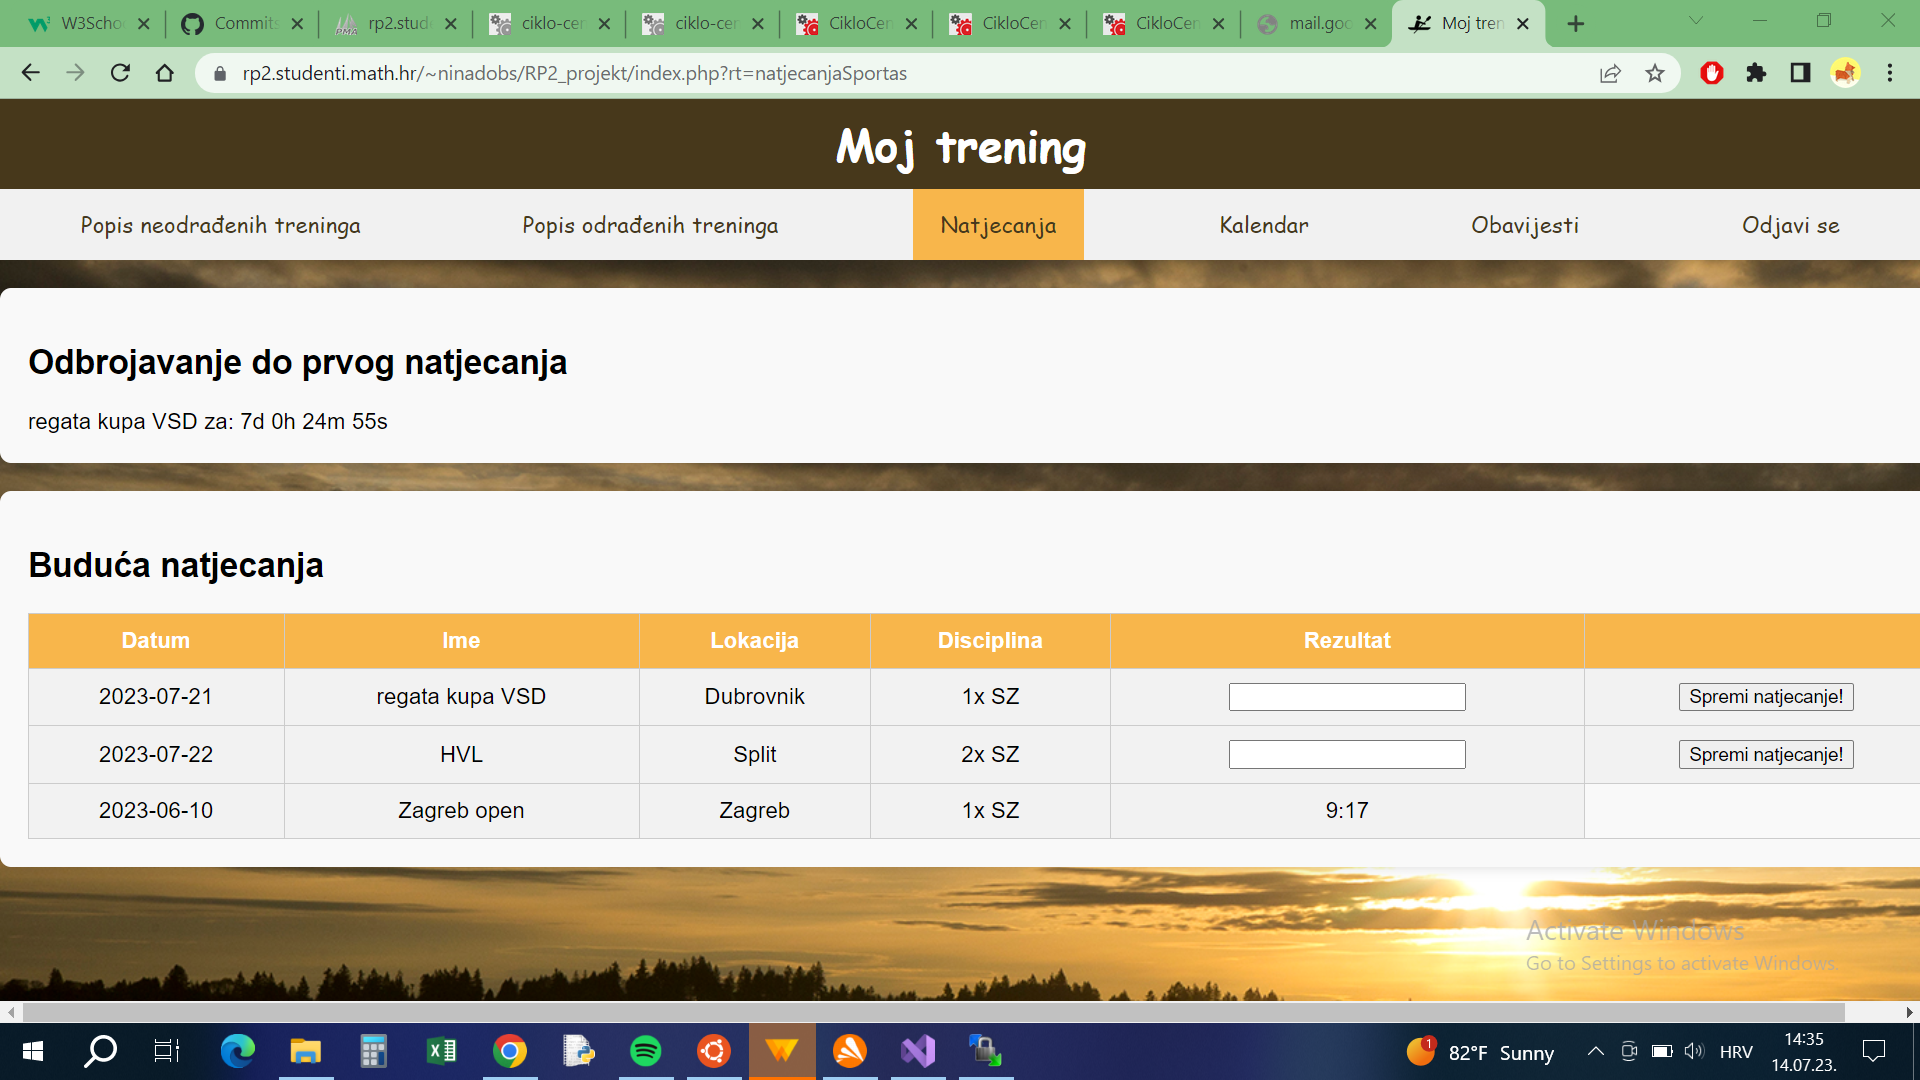 W3Scho
Commits
rp2.stud
ciklo-cer
ciklo-cer
CikloCen
CikloCen
CikloCen
mail.goo
Moj tren
rp2.studenti.math.hr/~ninadobs/RP2_projekt/index.php?rt=natjecanjaSportas
Moj trening
Popis neodrađenih treninga
Popis odrađenih treninga
Natjecanja
Kalendar
Obavijesti
Odjavi se
Odbrojavanje do prvog natjecanja
regata kupa VSD za: 7d 0h 24m 55s
Buduća natjecanja
Datum Ime Lokacija Disciplina Rezultat
2023-07-21 regata kupa VSD Dubrovnik 1x SZ Spremi natjecanje!
2023-07-22 HVL Split 2x SZ Spremi natjecanje!
2023-06-10 Zagreb open Zagreb 1x SZ 9:17
Activate Windows
Go to Settings to activate Windows.
1
82°F Sunny
HRV
14:35
14.07.23.